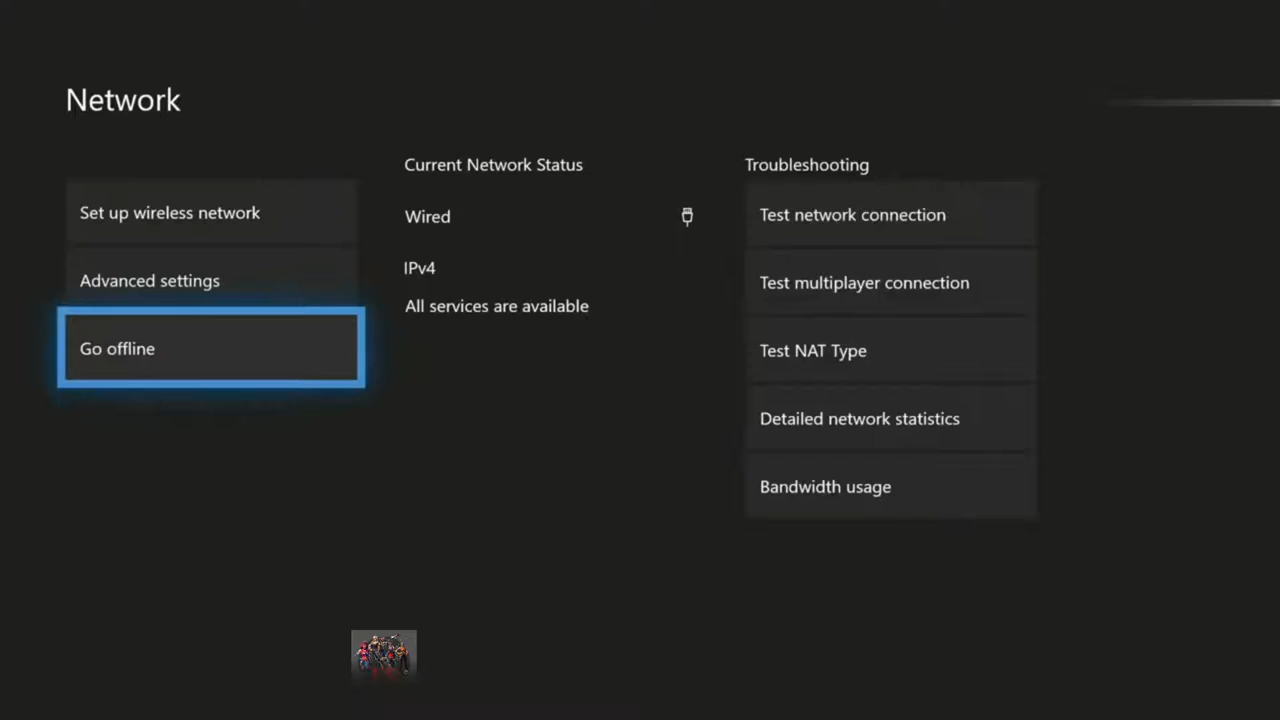 Network
Set up wireless network
Advanced settings
Go offline
Current Network Status
Wired
IPv4
All services are available
Troubleshooting
Test network connection
Test multiplayer connection
Test NAT Type
Detailed network statistics
Bandwidth usage